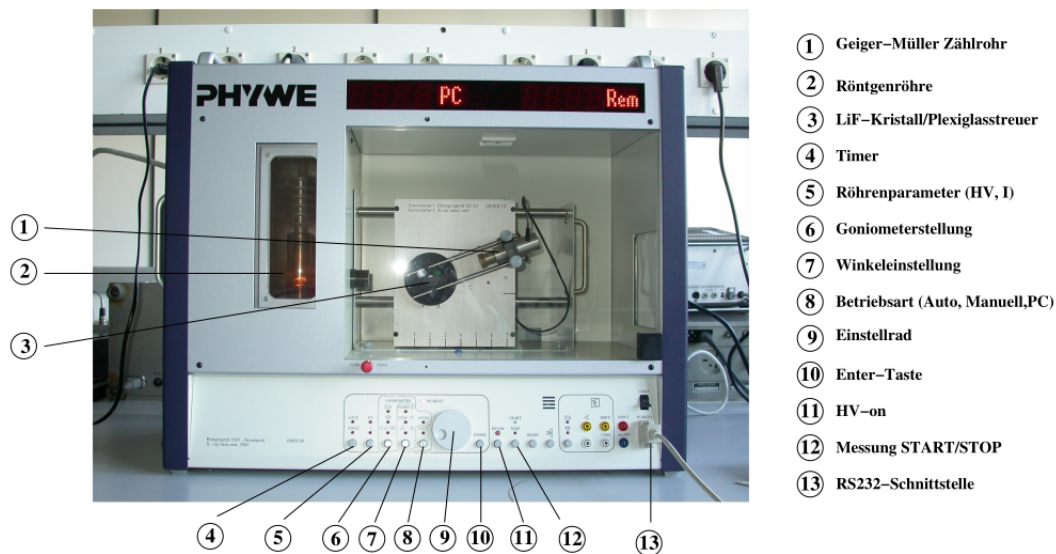 PHYWE
PC
Rem
1 Geiger−Müller Zählrohr
2 Röntgenröhre
3 LiF−Kristall/Plexiglasstreuer
4 Timer
5 Röhrenparameter (HV, I)
6 Goniometerstellung
7 Winkeleinstellung
8 Betriebsart (Auto, Manuell,PC)
9 Einstellrad
10 Enter−Taste
11 HV−on
12 Messung START/STOP
13 RS232−Schnittstelle
1
2
3
4
5
6
7
8
9
10
11
12
13